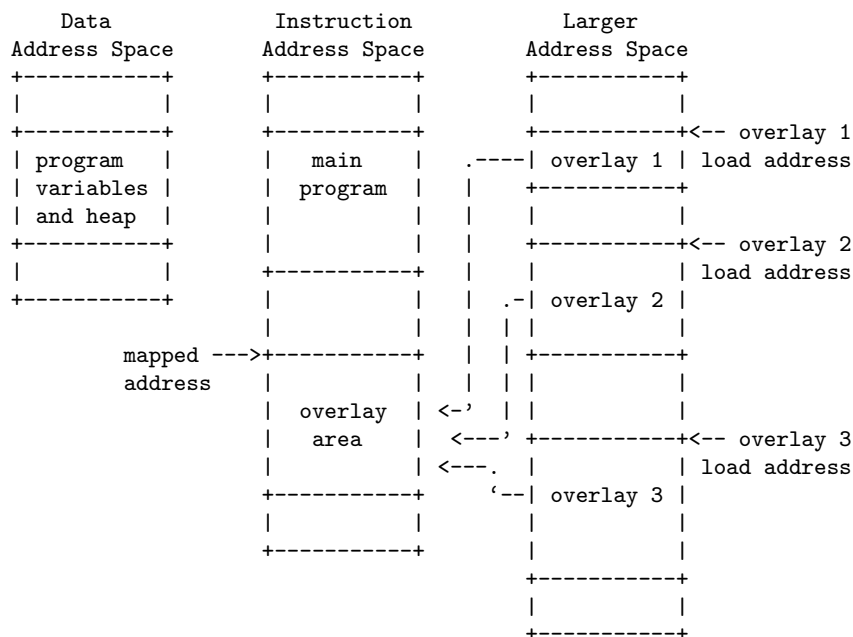 Data             Instruction            Larger
Address Space       Address Space        Address Space
+-----------+       +-----------+        +-----------+
|           |       |           |        |           |
+-----------+       +-----------+        +-----------+<-- overlay 1
| program   |       |   main    |   .----| overlay 1 | load address
| variables |       |  program  |   |    +-----------+
| and heap  |       |           |   |    |           |
+-----------+       |           |   |    +-----------+<-- overlay 2
|           |       +-----------+   |    |           | load address
+-----------+       |           |   |  .-| overlay 2 |
                    |           |   |  | |           |
         mapped --->+-----------+   |  | +-----------+
         address    |           |   |  | |           |
                    |  overlay  | <-'  | |           |
                    |   area    |  <---' +-----------+<-- overlay 3
                    |           | <---.  |           | load address
                    +-----------+     `--| overlay 3 |
                    |           |        |           |
                    +-----------+        |           |
                                         +-----------+
                                         |           |
                                         +-----------+